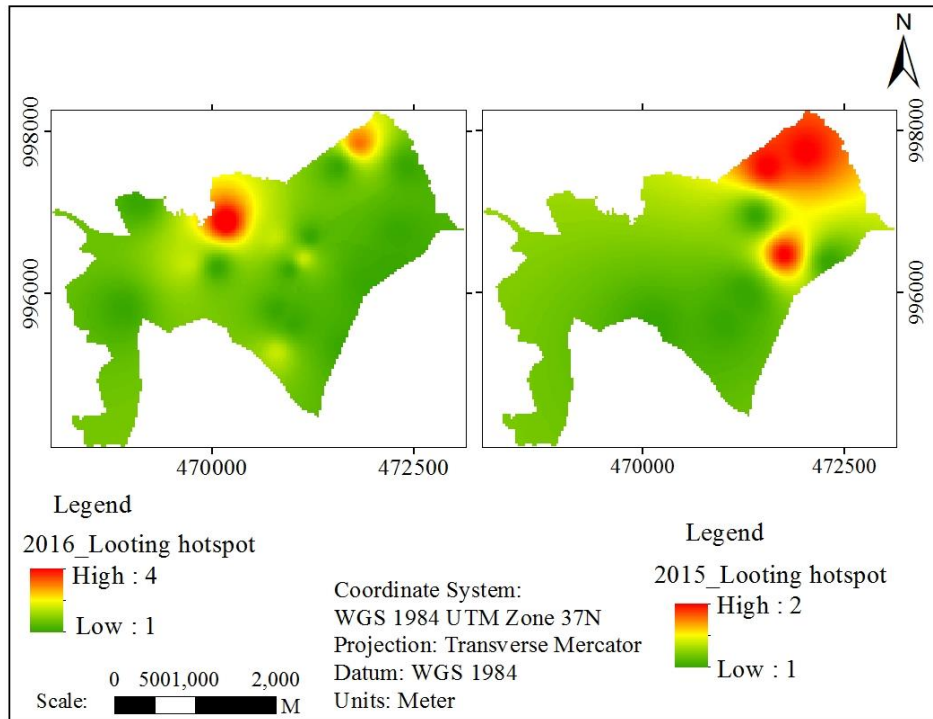 N
998000
996000
998000
996000
470000
472500
470000
472500
Legend
2016_Looting hotspot
High : 4
Low : 1
Legend
2015_Looting hotspot
High : 2
Low : 1
Coordinate System:
WGS 1984 UTM Zone 37N
Projection: Transverse Mercator
Datum: WGS 1984
Units: Meter
Scale:
0 5001,000 2,000
M